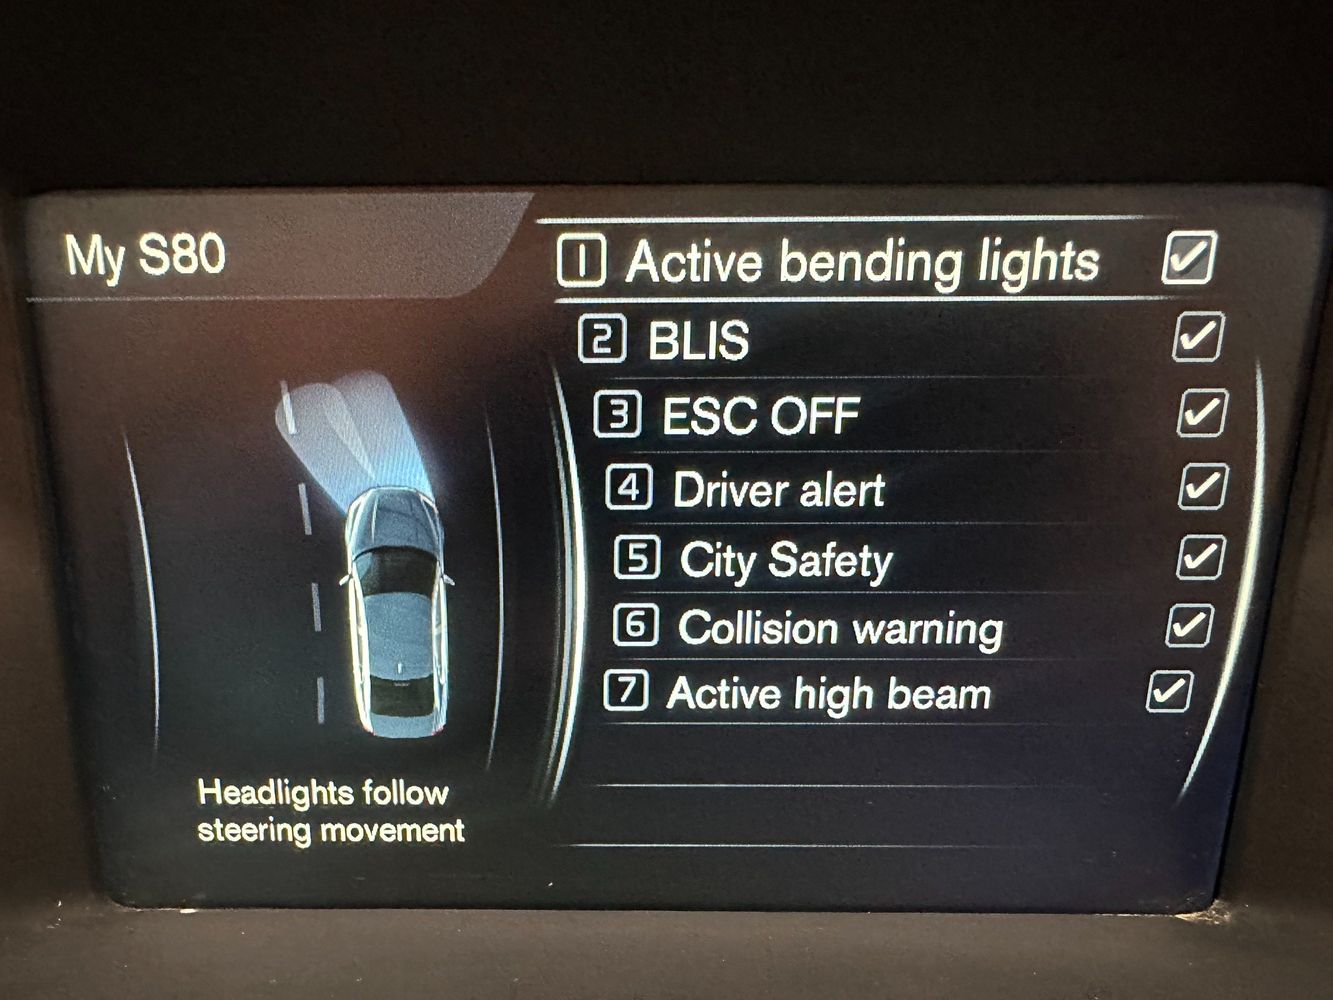 My S80
1 Active bending lights
2 BLIS
3 ESC OFF
4 Driver alert
5 City Safety
6 Collision warning
7 Active high beam
Headlights follow
steering movement